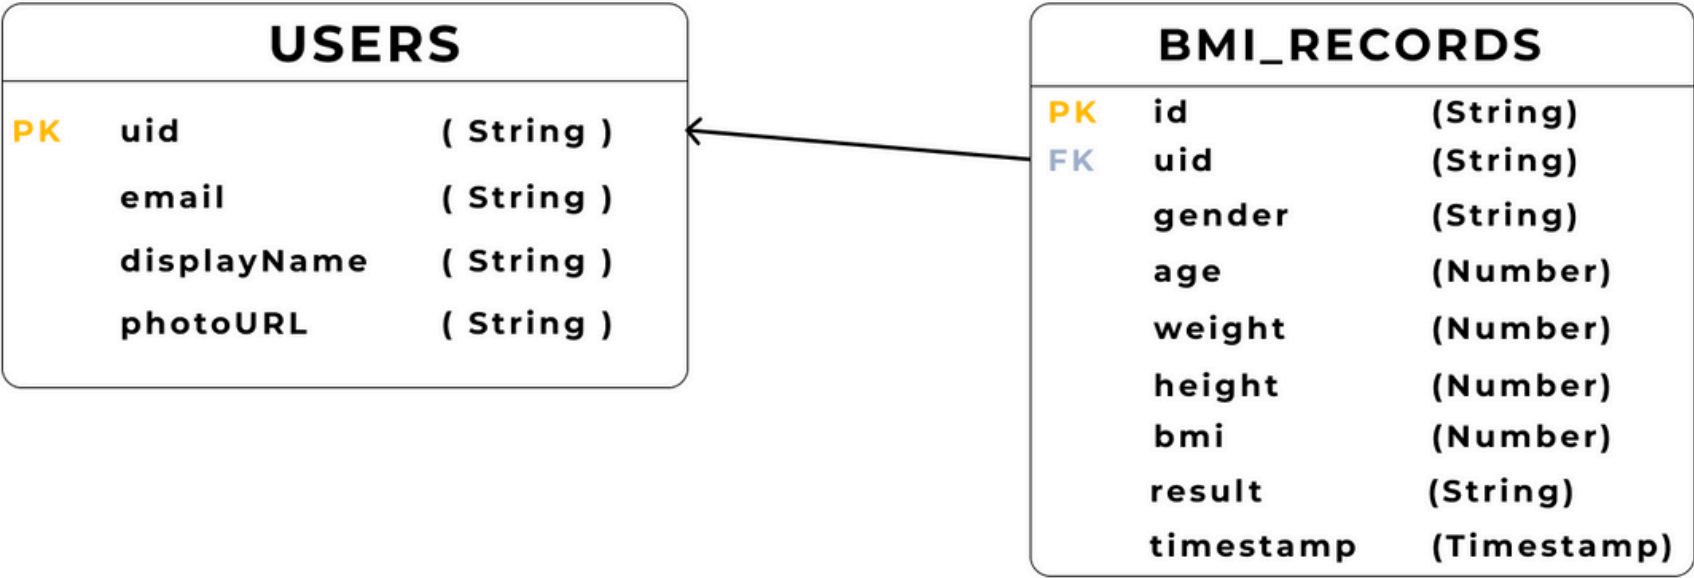 USERS
PK uid ( String )
email ( String )
displayName ( String )
photoURL ( String )
BMI_RECORDS
PK id (String)
FK uid (String)
gender (String)
age (Number)
weight (Number)
height (Number)
bmi (Number)
result (String)
timestamp (Timestamp)